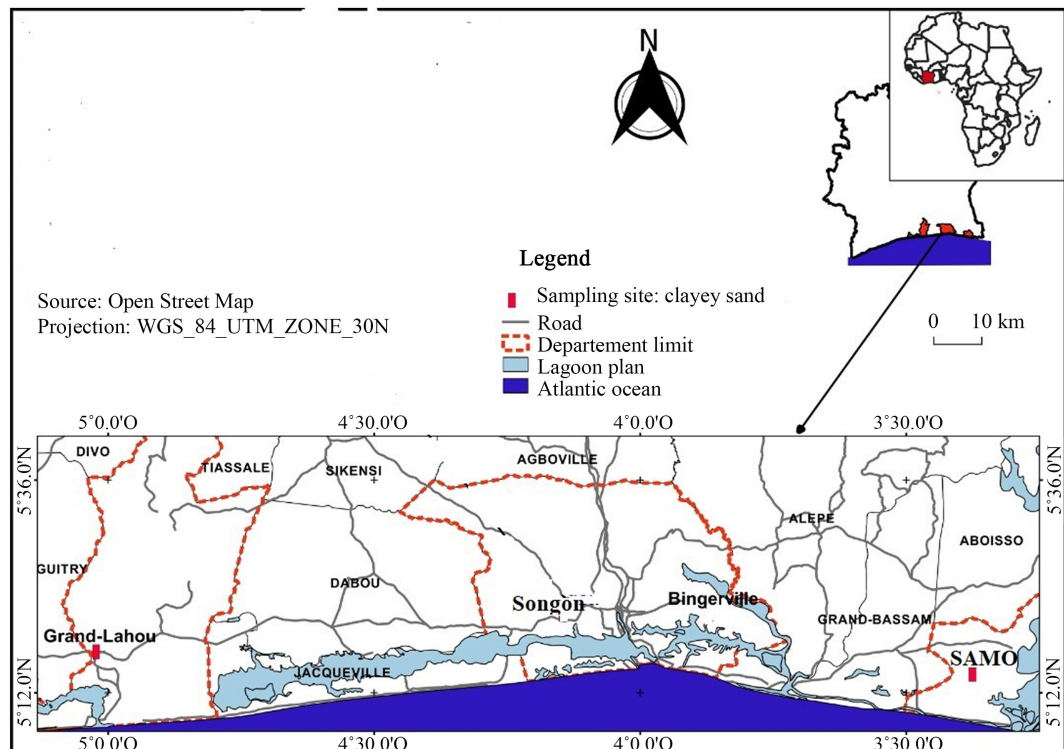 N
Legend
Source: Open Street Map
Projection: WGS_84_UTM_ZONE_30N
Sampling site: clayey sand
Road
Departement limit
Lagoon plan
Atlantic ocean
0 10 km
5°0'0'O 4°30'0'O 4°0'0'O 3°30'0'O
5°36.0'N
5°36.0'N
DIVO
TIASSALE
SIKENSI
AGBOVILLE
ALEPE
ABOISSO
GUITRY
DABOU
Songon
Bingerville
GRAND-BASSAM
Grand-Lahou
JACQUEVILLE
SAMO
5°12.0'N
5°12.0'N
5°0'0'O 4°30'0'O 4°0'0'O 3°30'0'O